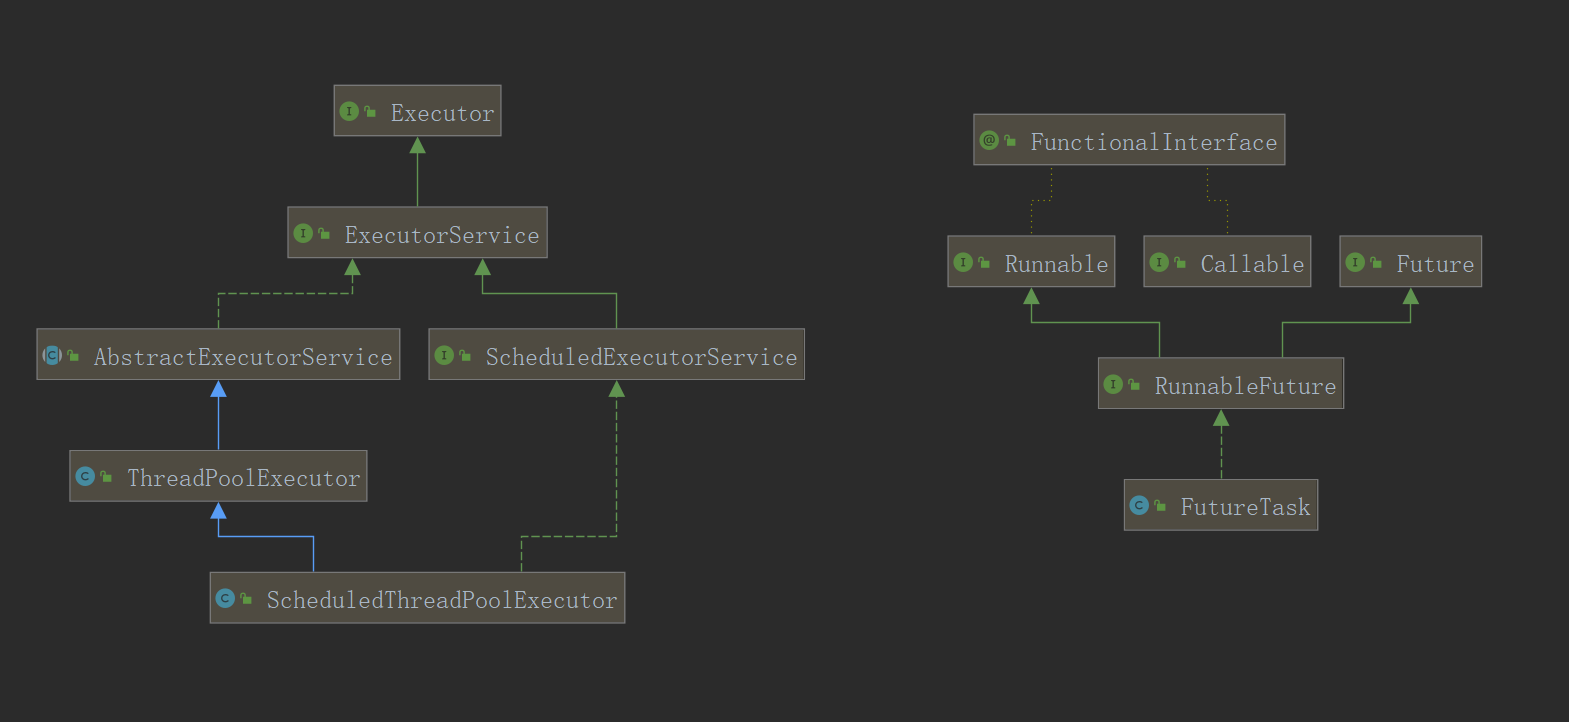 Executor
ExecutorService
AbstractExecutorService
ScheduledExecutorService
ThreadPoolExecutor
ScheduledThreadPoolExecutor
FunctionalInterface
Runnable
Callable
Future
RunnableFuture
FutureTask